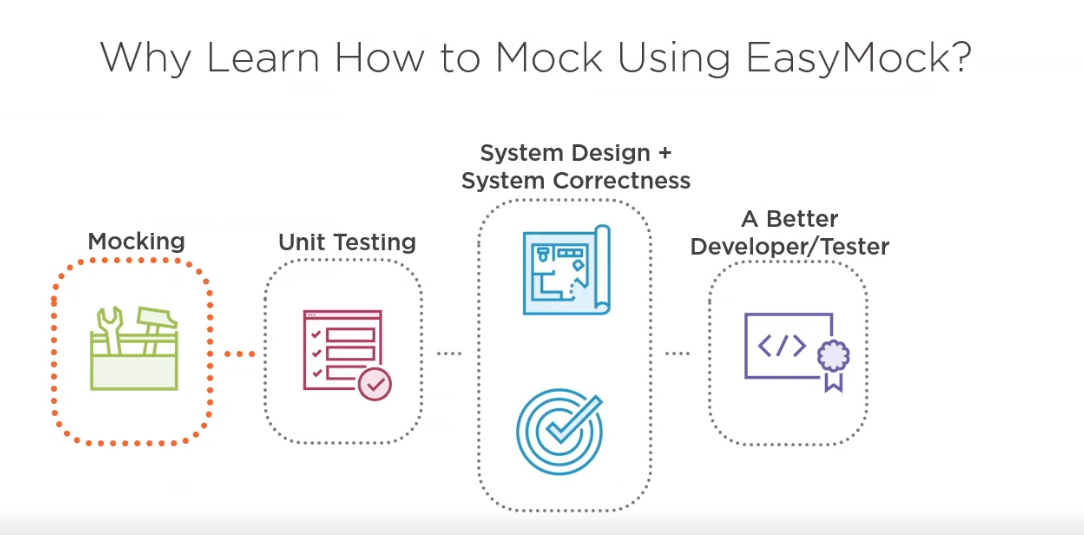 Why Learn How to Mock Using EasyMock?
System Design +
System Correctness
Mocking
Unit Testing
A Better
Developer/Tester
</>